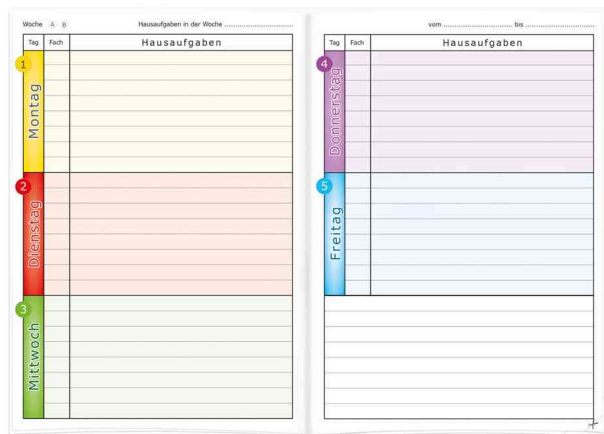 Woche A B Hausaufgaben in der Woche ................................
Tag Fach Hausaufgaben
1
Montag
2
Dienstag
3
Mittwoch
vom ................................ bis ................................
Tag Fach Hausaufgaben
4
Donnerstag
5
Freitag